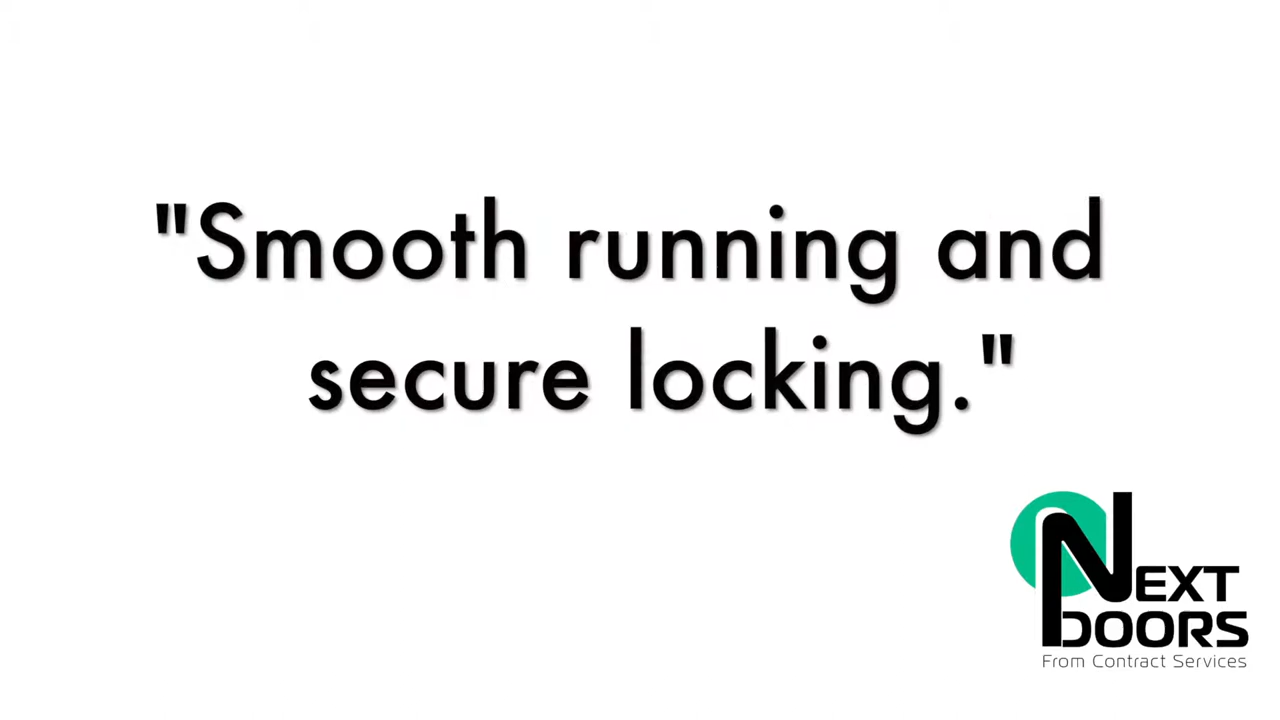 "Smooth running and
secure locking."
NEXT
DOORS
From Contract Services